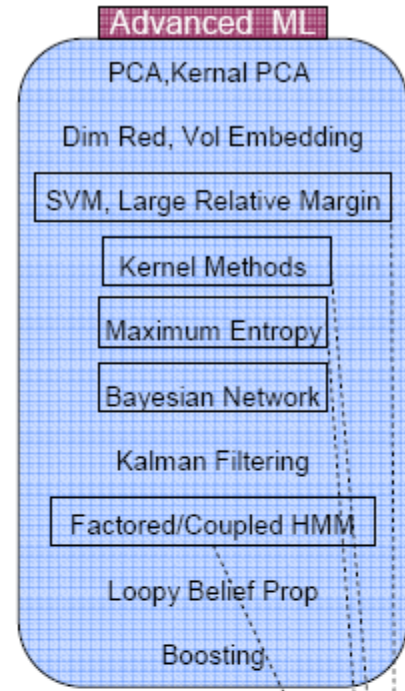 Advanced ML
PCA,Kernal PCA
Dim Red, Vol Embedding
SVM, Large Relative Margin
Kernel Methods
Maximum Entropy
Bayesian Network
Kalman Filtering
Factored/Coupled HMM
Loopy Belief Prop
Boosting